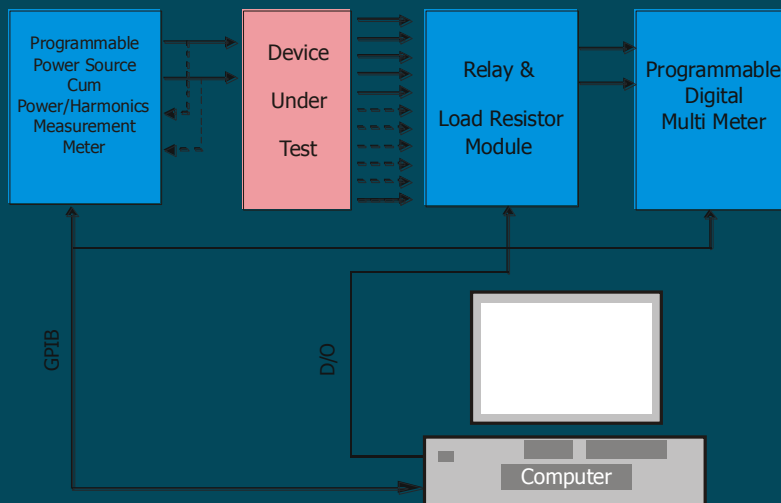 Programmable
Power Source
Cum
Power/Harmonics
Measurement
Meter
Device
Under
Test
Relay &
Load Resistor
Module
Programmable
Digital
Multi Meter
GPIB
D/O
Computer